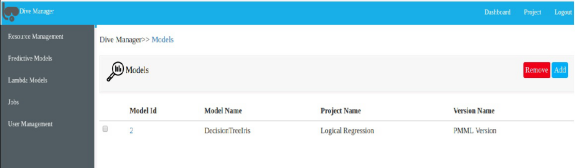 Dive Manager
Dashboard Project Logout
Resource Management
Predictive Models
Lambda Models
Jobs
User Management
Dive Manager>> Models
Models
Remove Add
Model Id Model Name Project Name Version Name
2 DecisionTreeIris Logical Regression PMML Version